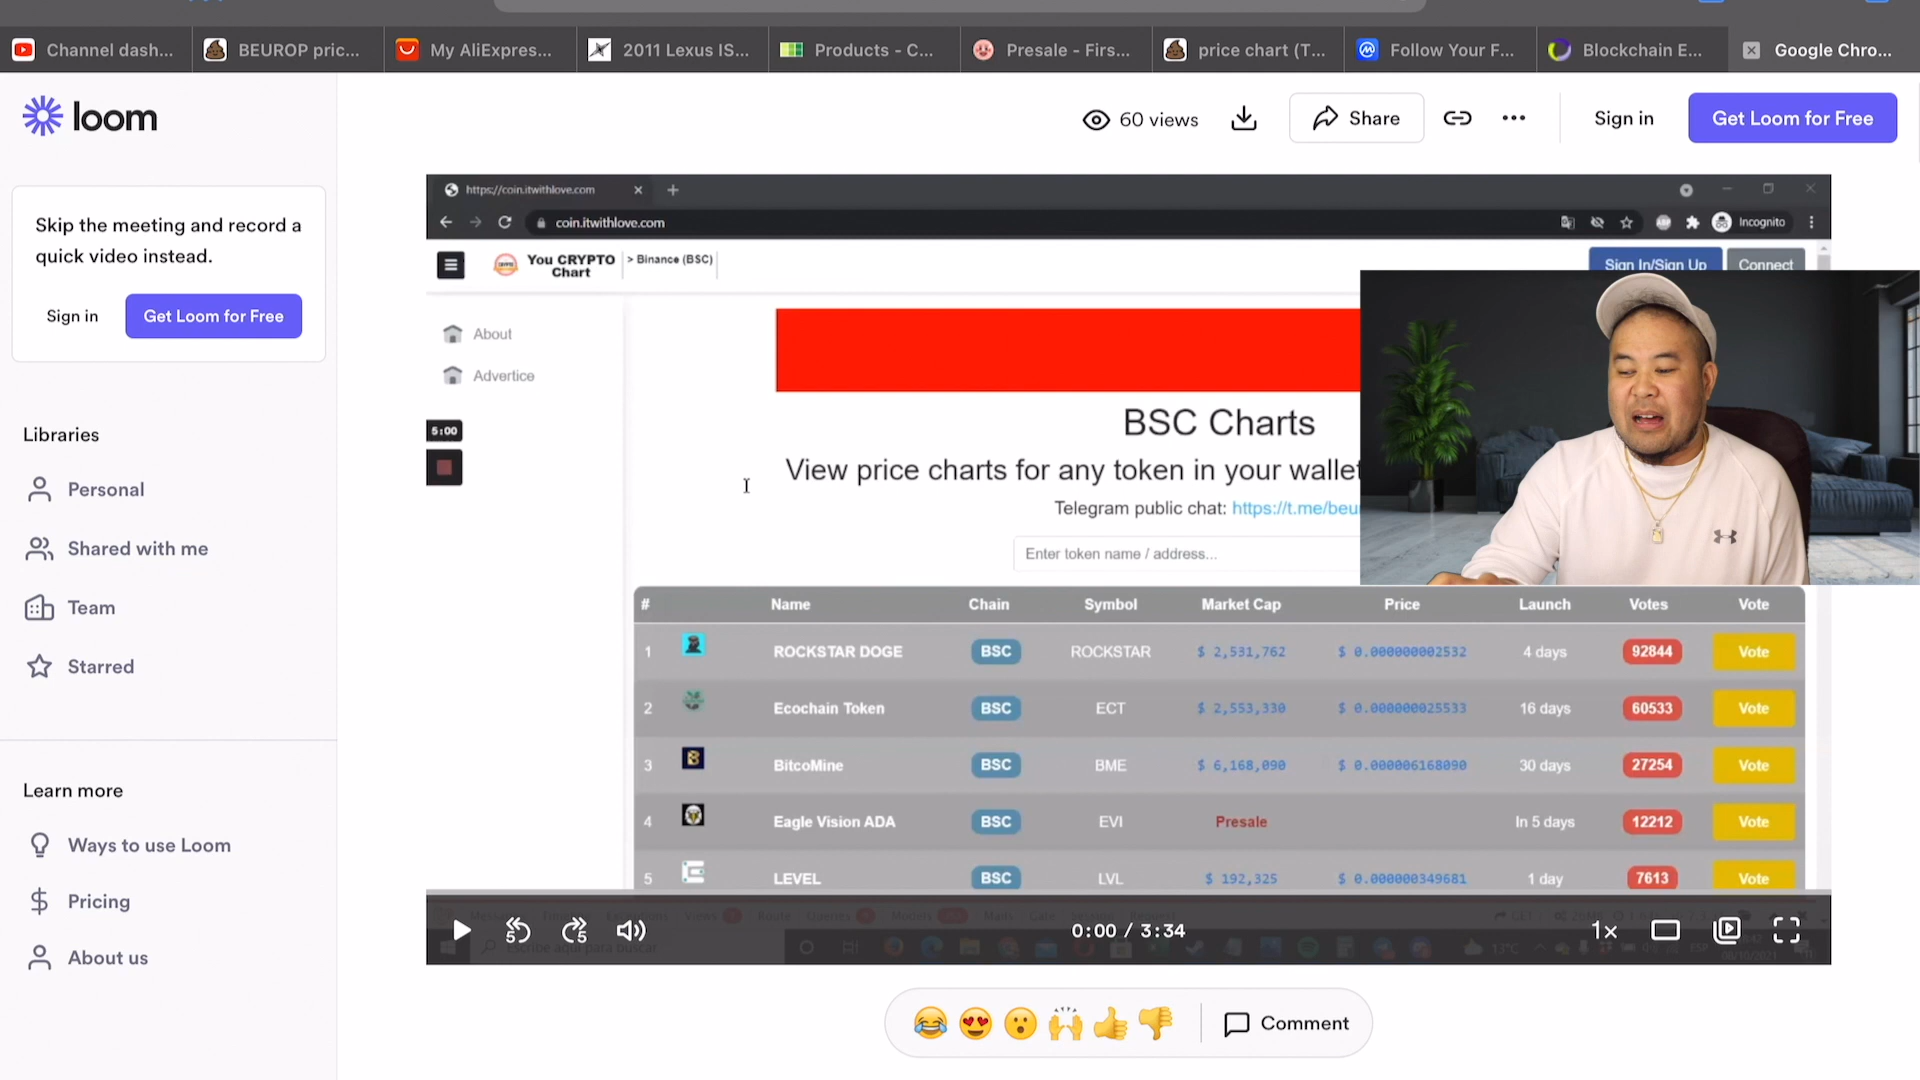 Channel dash...
BEUROP pric...
My AliExpres...
2011 Lexus IS...
Products - C...
Presale - Firs...
price chart (T...
Follow Your F...
Blockchain E...
Google Chro...
loom
60 views
Share
Sign in
Get Loom for Free
Skip the meeting and record a
quick video instead.
Sign in
Get Loom for Free
Libraries
Personal
Shared with me
Team
Starred
Learn more
Ways to use Loom
Pricing
About us
https://coin.itwithlove.com
coin.itwithlove.com
Incognito
You CRYPTO
Chart
> Binance (BSC)
Sign In/Sign Up
Connect
About
Advertice
5:00
BSC Charts
View price charts for any token in your wallet
Telegram public chat: https://t.me/beu
Enter token name / address...
# Name Chain Symbol Market Cap Price Launch Votes Vote
1 ROCKSTAR DOGE BSC ROCKSTAR $ 2,531,762 $ 0.000000002532 4 days 92844 Vote
2 Ecochain Token BSC ECT $ 2,553,330 $ 0.000000025533 16 days 60533 Vote
3 BitcoMine BSC BME $ 6,168,090 $ 0.000006168090 30 days 27254 Vote
4 Eagle Vision ADA BSC EVI Presale In 5 days 12212 Vote
5 LEVEL BSC LVL $ 192,325 $ 0.000000349681 1 day 7613 Vote
5
5
0:00 / 3:34
1×
Comment